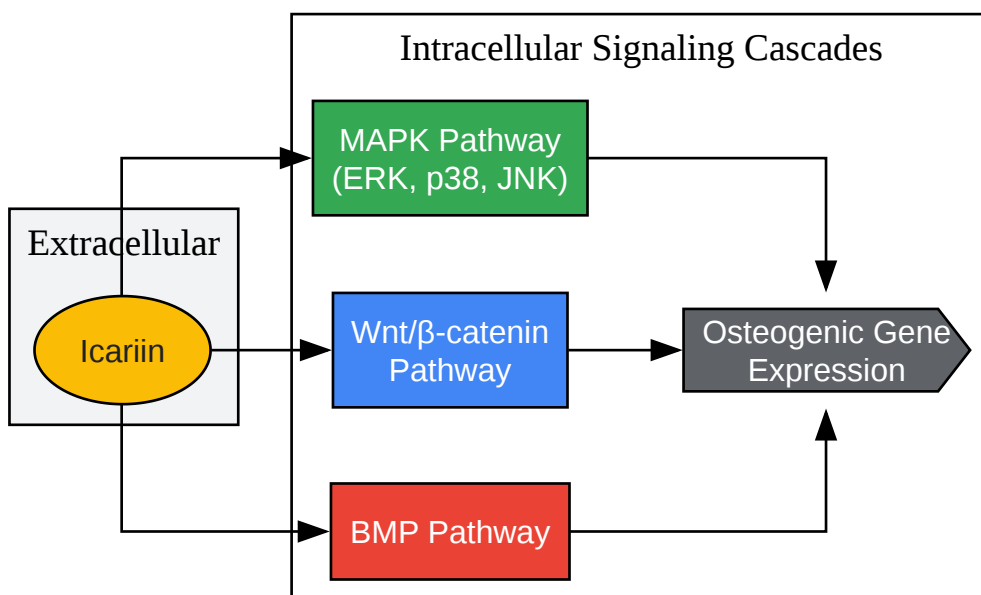 Intracellular Signaling Cascades
MAPK Pathway
(ERK, p38, JNK)
Extracellular
Icariin
Wnt/β-catenin
Pathway
Osteogenic Gene
Expression
BMP Pathway